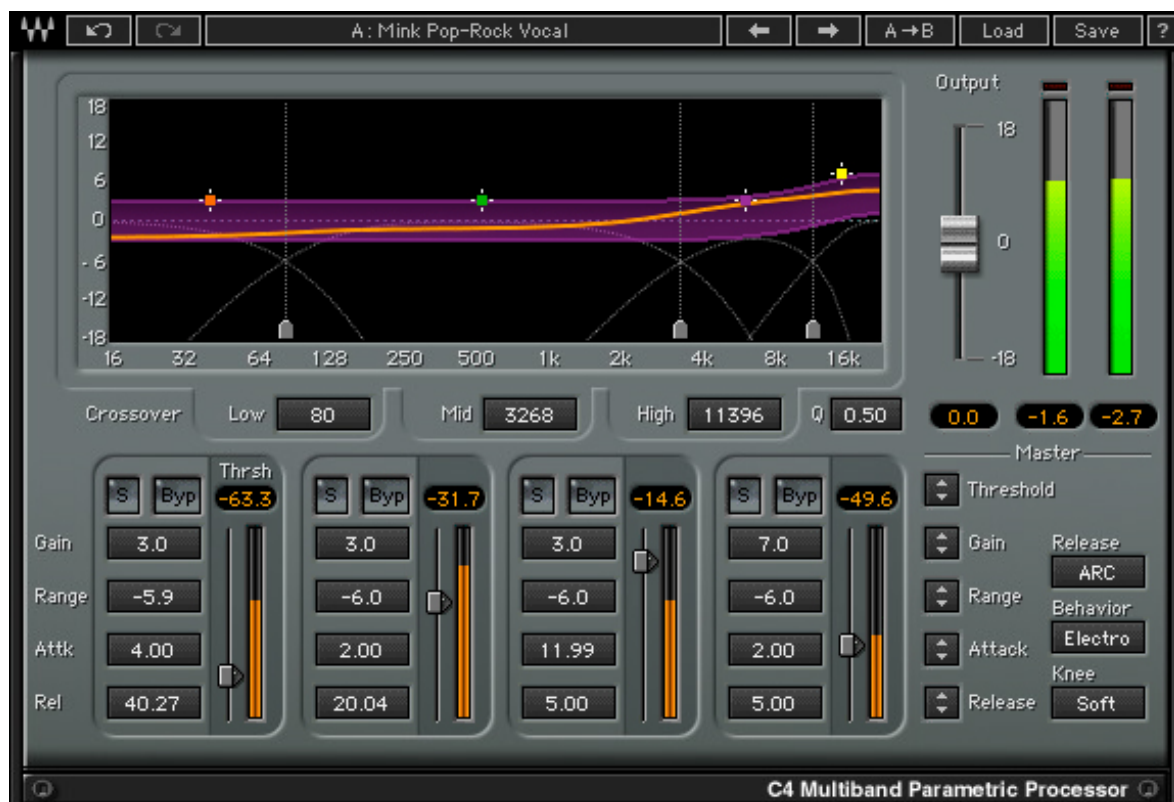 A: Mink Pop-Rock Vocal A→B Load Save ?
Output
18
12
6
0
- 6
-12
-18
16 32 64 128 250 500 1k 2k 4k 8k 16k
18
0
-18
Crossover Low 80 Mid 3268 High 11396 Q 0.50
0.0 -1.6 -2.7
Master
Thrsh
S Byp -63.3 S Byp -31.7 S Byp -14.6 S Byp -49.6 Threshold
Gain 3.0 3.0 3.0 7.0 Gain Release
ARC
Range -5.9 -6.0 -6.0 -6.0 Range Behavior
Electro
Attk 4.00 2.00 11.99 2.00 Attack
Knee
Rel 40.27 20.04 5.00 5.00 Release Soft
C4 Multiband Parametric Processor